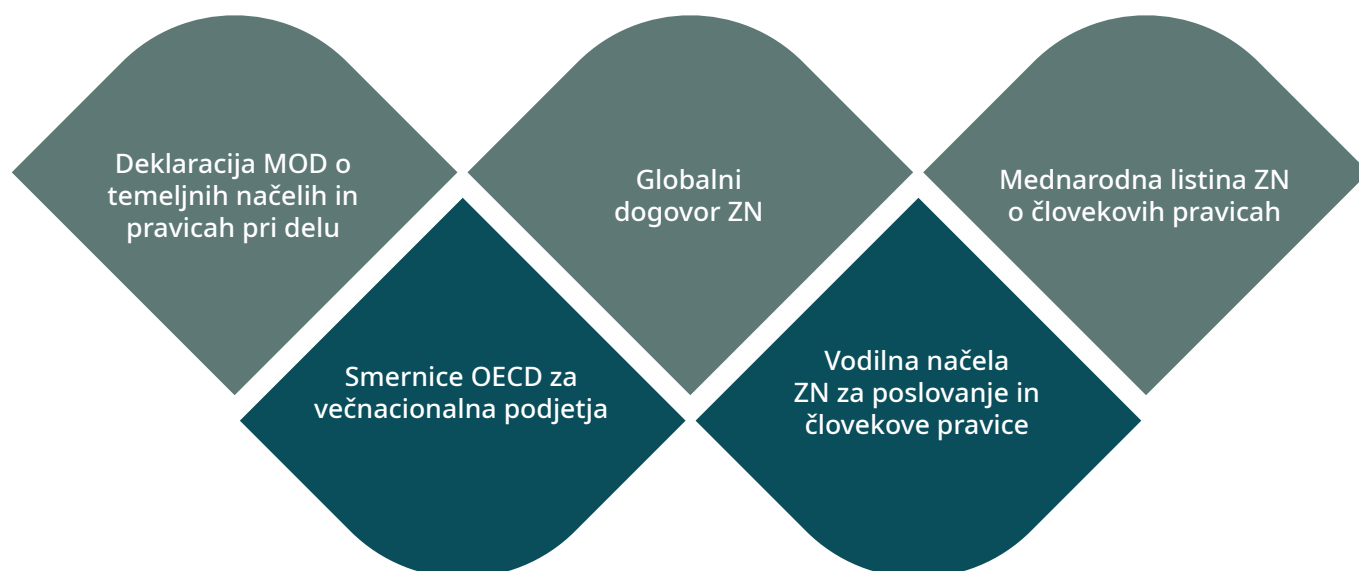 Deklaracija MOD o
temeljnih načelih in
pravicah pri delu
Globalni
dogovor ZN
Mednarodna listina ZN
o človekovih pravicah
Smernice OECD za
večnacionalna podjetja
Vodilna načela
ZN za poslovanje in
človekove pravice